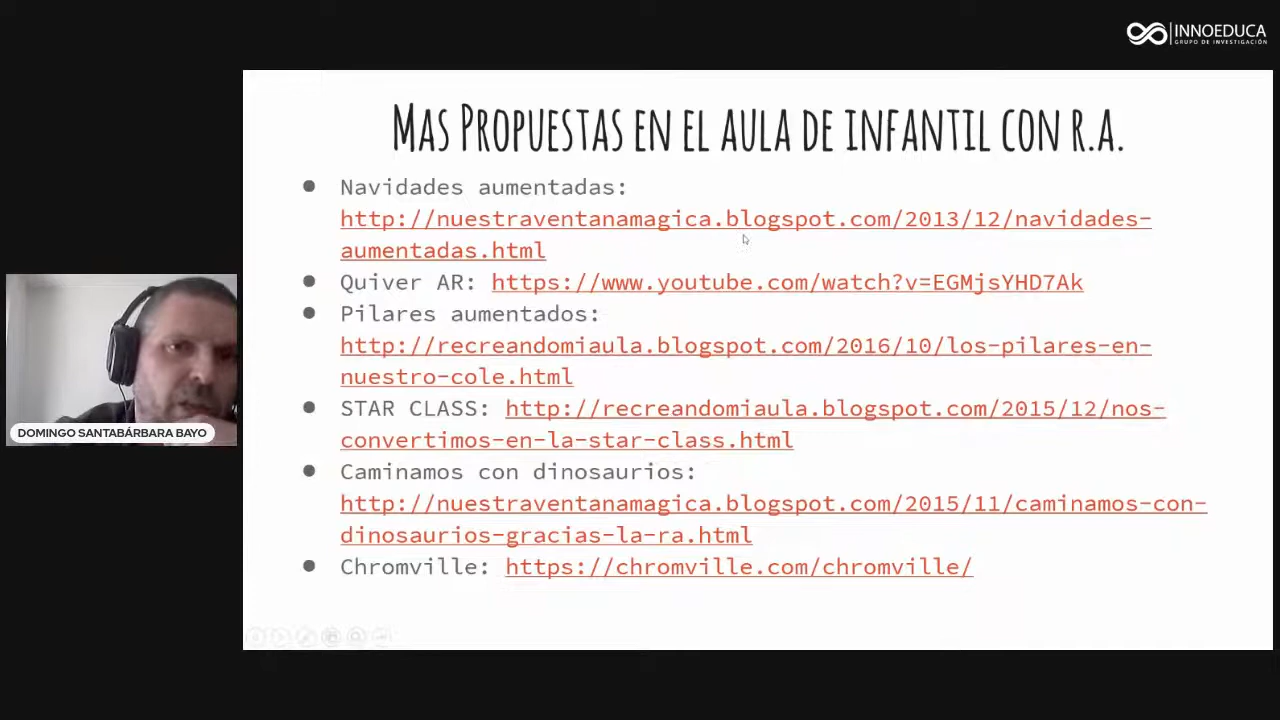 INNOEDUCA
GRUPO DE INVESTIGACIÓN
MAS PROPUESTAS EN EL AULA DE INFANTIL CON R.A.
Navidades aumentadas:
http://nuestraventanamagica.blogspot.com/2013/12/navidades-
aumentadas.html
Quiver AR: https://www.youtube.com/watch?v=EGMjsYHD7Ak
Pilares aumentados:
http://recreandomiaula.blogspot.com/2016/10/los-pilares-en-
nuestro-cole.html
STAR CLASS: http://recreandomiaula.blogspot.com/2015/12/nos-
convertimos-en-la-star-class.html
Caminamos con dinosaurios:
http://nuestraventanamagica.blogspot.com/2015/11/caminamos-con-
dinosaurios-gracias-la-ra.html
Chromville: https://chromville.com/chromville/
DOMINGO SANTABÁRBARA BAYO